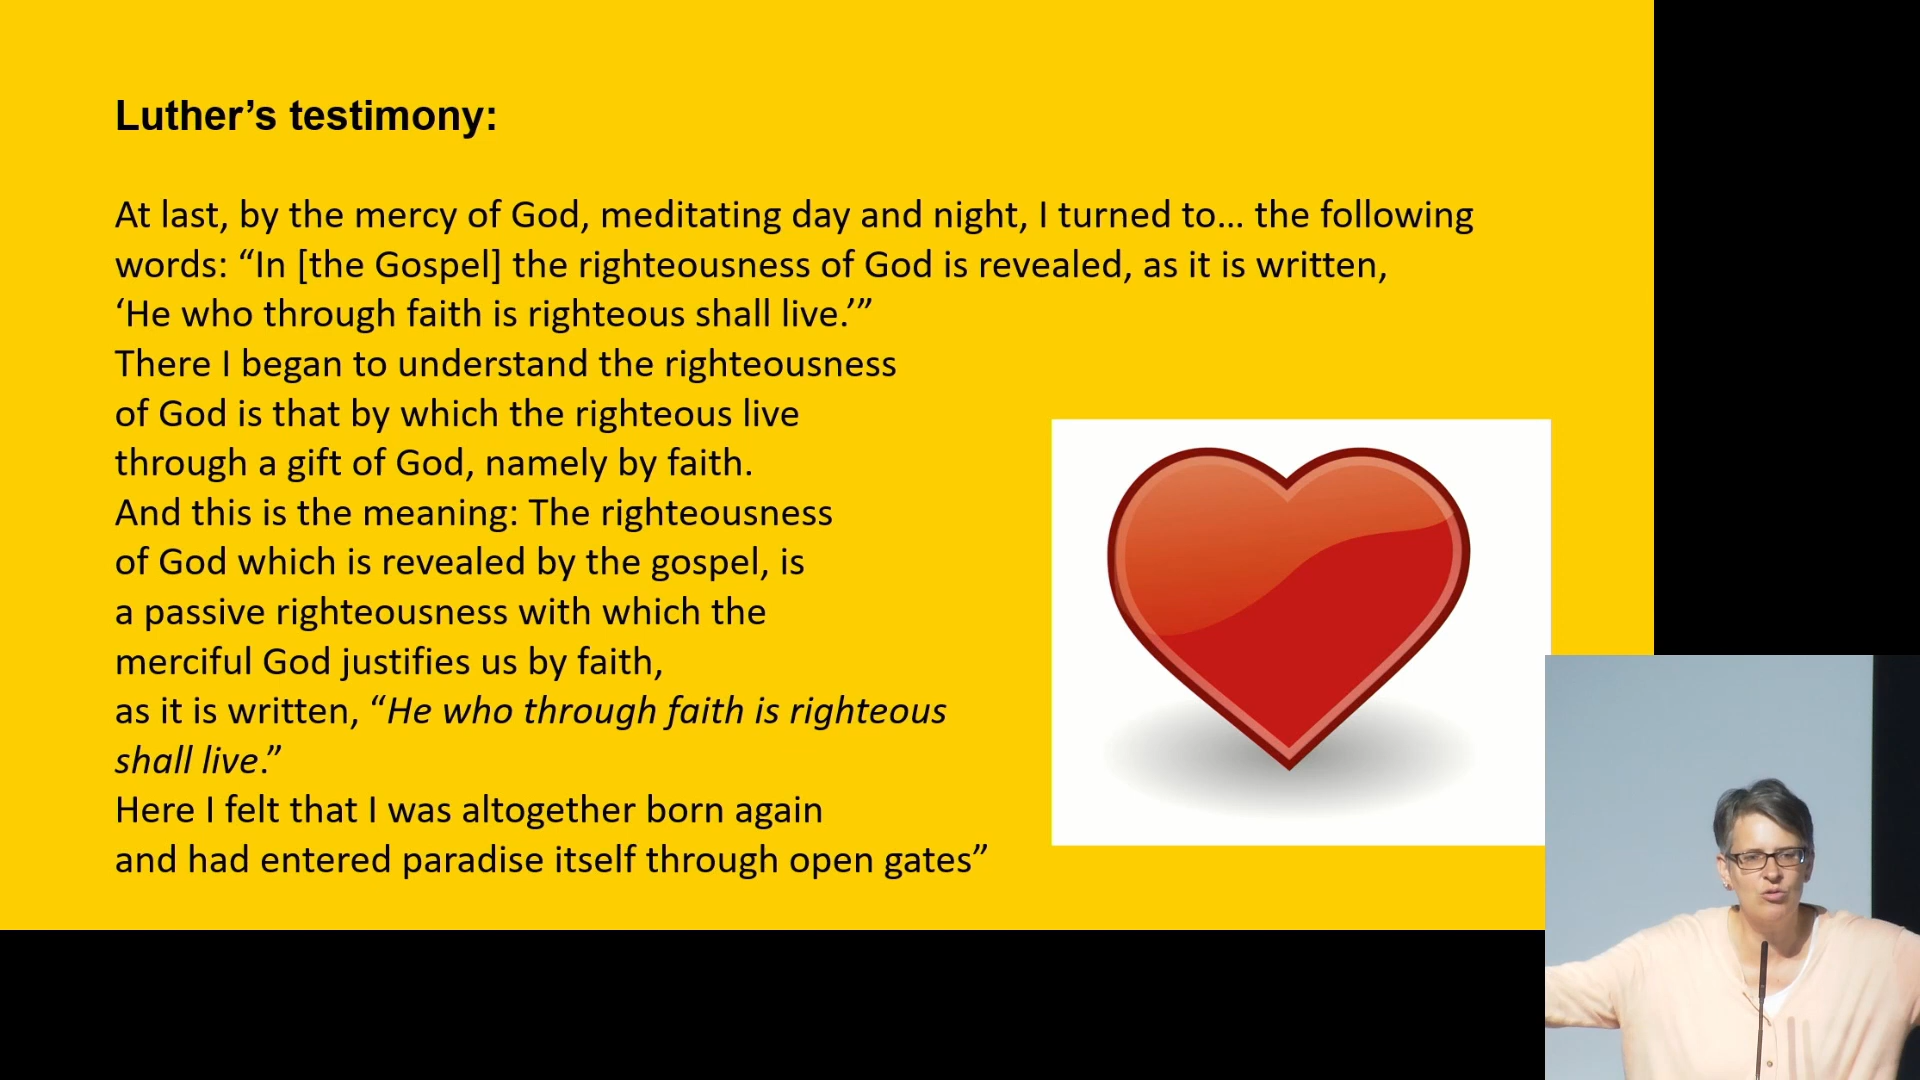 Luther’s testimony:
At last, by the mercy of God, meditating day and night, I turned to… the following
words: “In [the Gospel] the righteousness of God is revealed, as it is written,
‘He who through faith is righteous shall live.’”
There I began to understand the righteousness
of God is that by which the righteous live
through a gift of God, namely by faith.
And this is the meaning: The righteousness
of God which is revealed by the gospel, is
a passive righteousness with which the
merciful God justifies us by faith,
as it is written, “He who through faith is righteous
shall live.”
Here I felt that I was altogether born again
and had entered paradise itself through open gates”